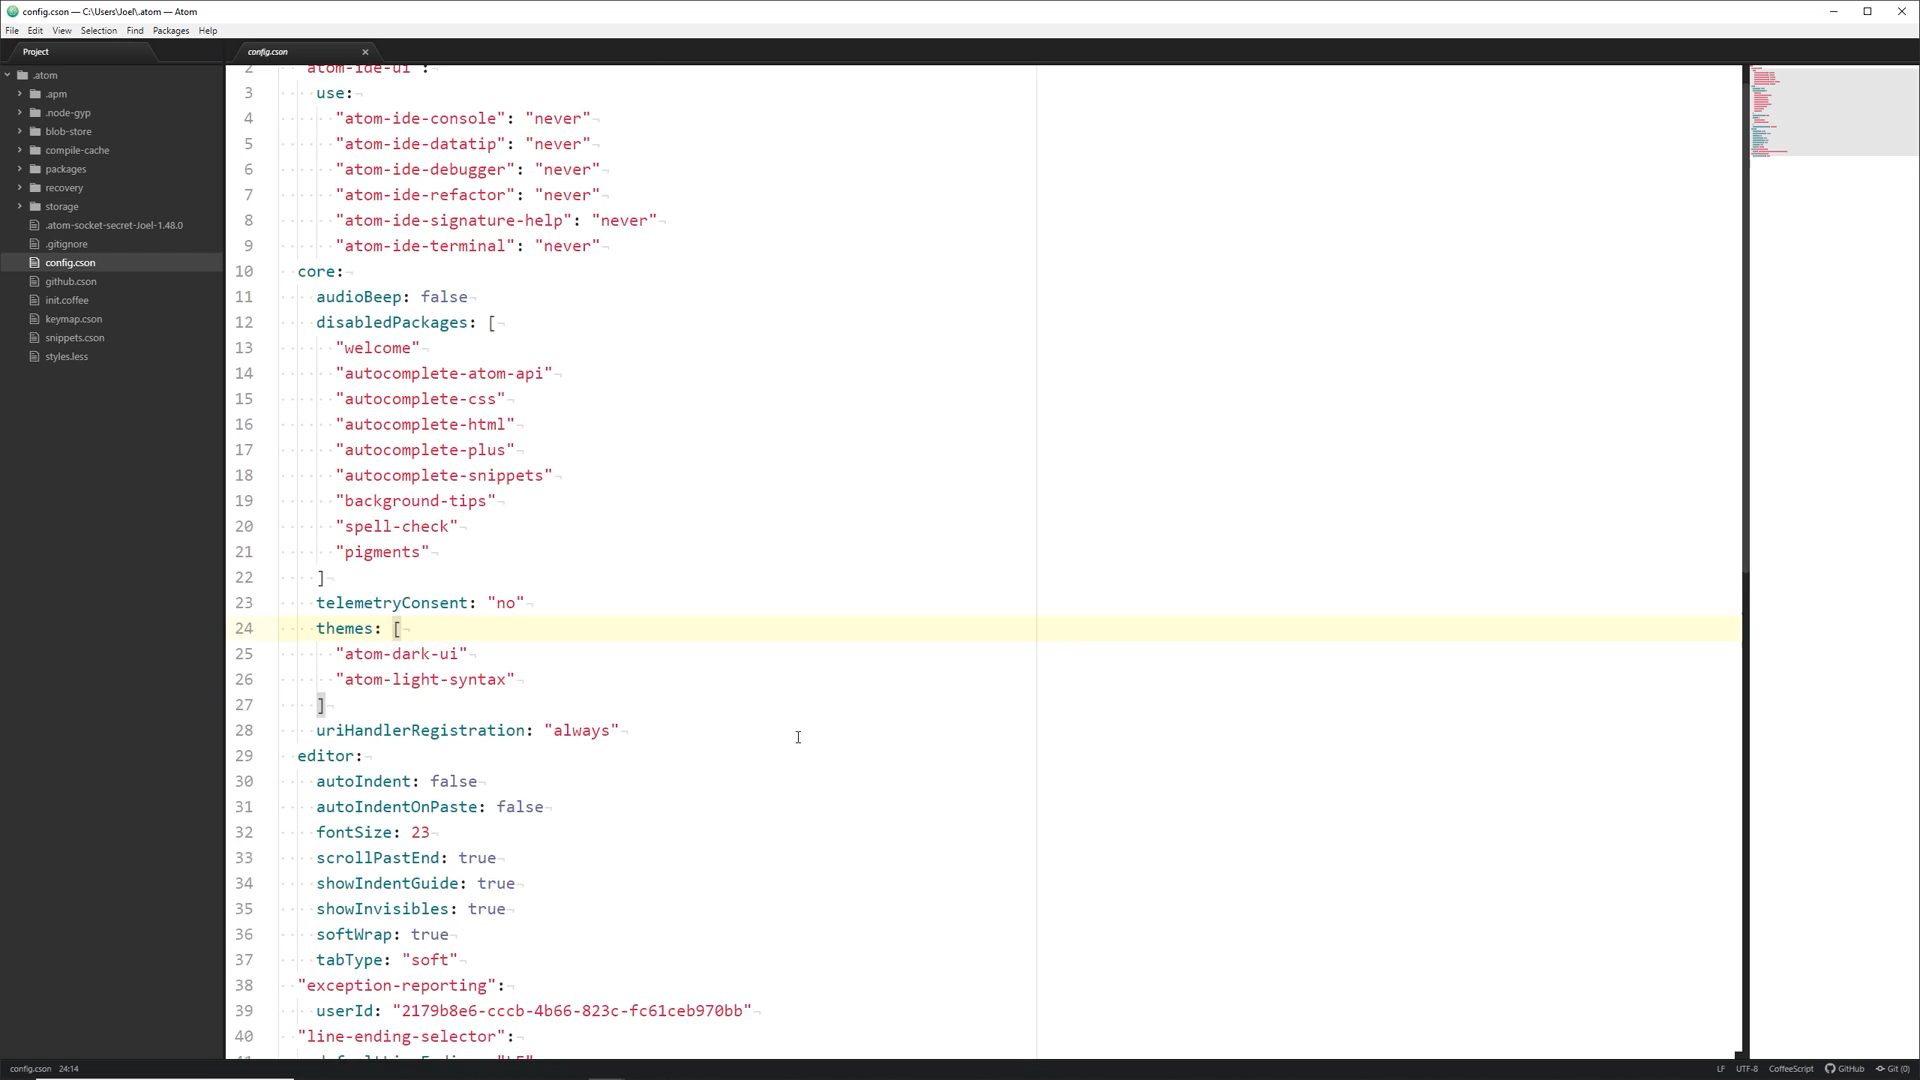 config.cson — C:\Users\Joel\.atom — Atom
File Edit View Selection Find Packages Help
Project
config.cson
.atom
.apm
.node-gyp
blob-store
compile-cache
packages
recovery
storage
.atom-socket-secret-Joel-1.48.0
.gitignore
config.cson
github.cson
init.coffee
keymap.cson
snippets.cson
styles.less
2 "atom-ide-ui":
3 use:
4 "atom-ide-console": "never"
5 "atom-ide-datatip": "never"
6 "atom-ide-debugger": "never"
7 "atom-ide-refactor": "never"
8 "atom-ide-signature-help": "never"
9 "atom-ide-terminal": "never"
10 core:
11 audioBeep: false
12 disabledPackages: [
13 "welcome"
14 "autocomplete-atom-api"
15 "autocomplete-css"
16 "autocomplete-html"
17 "autocomplete-plus"
18 "autocomplete-snippets"
19 "background-tips"
20 "spell-check"
21 "pigments"
22 ]
23 telemetryConsent: "no"
24 themes: [
25 "atom-dark-ui"
26 "atom-light-syntax"
27 ]
28 uriHandlerRegistration: "always"
29 editor:
30 autoIndent: false
31 autoIndentOnPaste: false
32 fontSize: 23
33 scrollPastEnd: true
34 showIndentGuide: true
35 showInvisibles: true
36 softWrap: true
37 tabType: "soft"
38 "exception-reporting":
39 userId: "2179b8e6-cccb-4b66-823c-fc61ceb970bb"
40 "line-ending-selector":
config.cson 24:14 LF UTF-8 CoffeeScript GitHub Git (0)